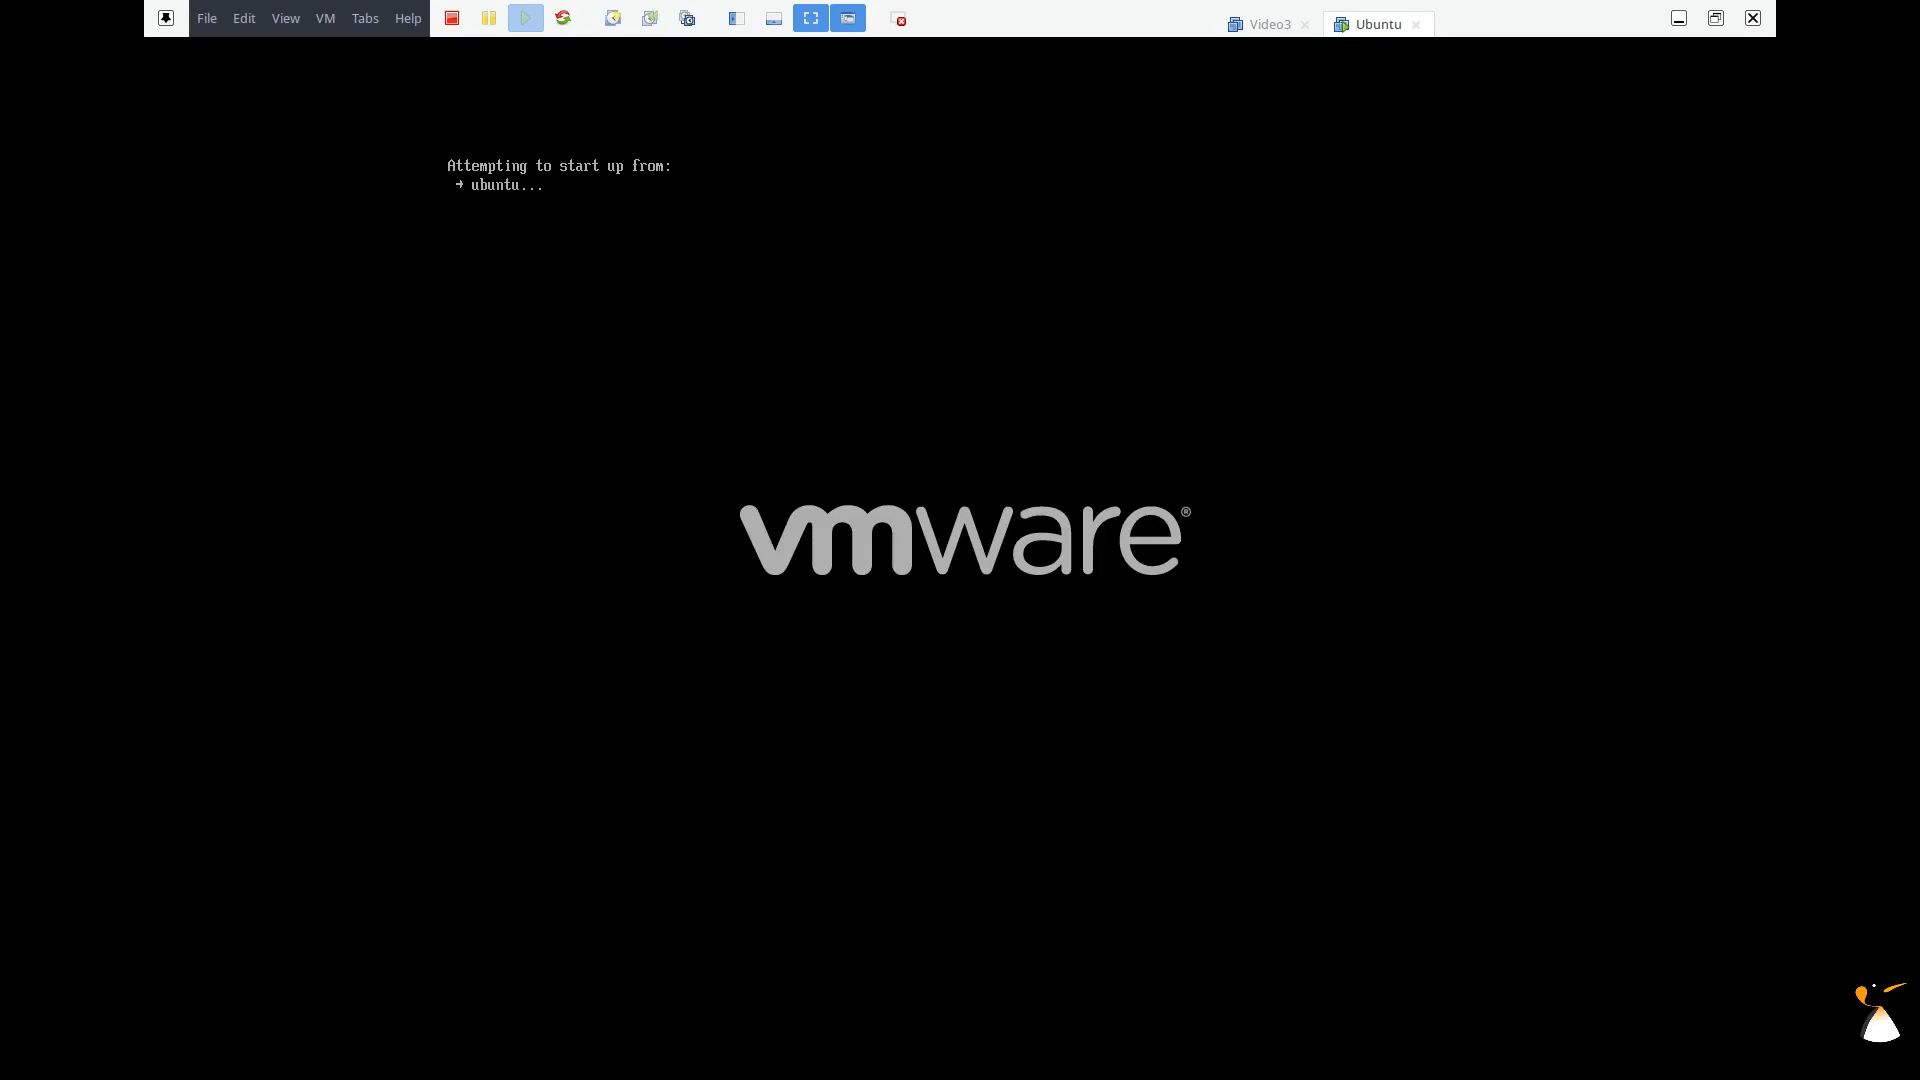 File Edit View VM Tabs Help
Video3
Ubuntu
Attempting to start up from:
→ ubuntu...
vmware®